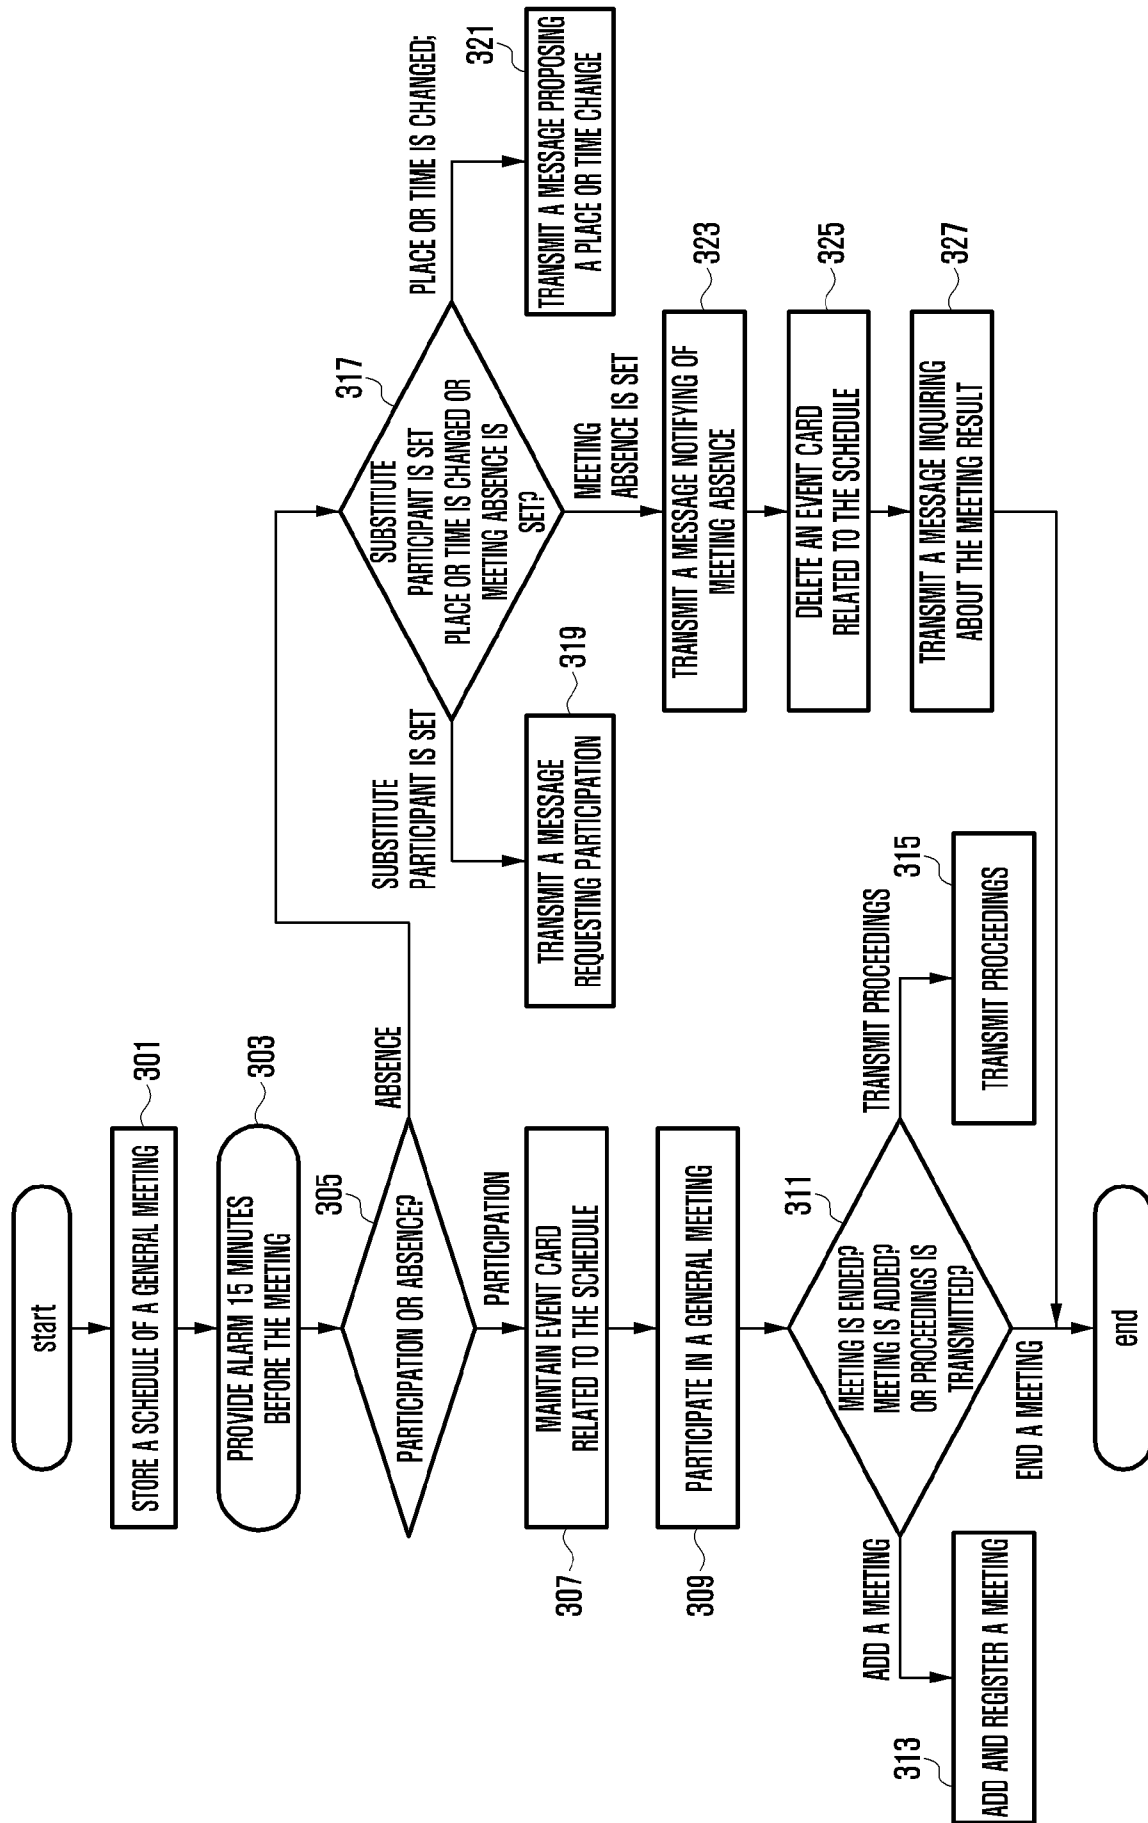 start
STORE A SCHEDULE OF A GENERAL MEETING
301
PROVIDE ALARM 15 MINUTES
BEFORE THE MEETING
303
PARTICIPATION OR ABSENCE?
305
ABSENCE
PARTICIPATION
MAINTAIN EVENT CARD
RELATED TO THE SCHEDULE
307
PARTICIPATE IN A GENERAL MEETING
309
MEETING IS ENDED?
MEETING IS ADDED?
OR PROCEEDINGS IS
TRANSMITTED?
311
ADD A MEETING
ADD AND REGISTER A MEETING
313
TRANSMIT PROCEEDINGS
TRANSMIT PROCEEDINGS
315
END A MEETING
end
SUBSTITUTE
PARTICIPANT IS SET
PLACE OR TIME IS CHANGED OR
MEETING ABSENCE IS
SET?
317
SUBSTITUTE
PARTICIPANT IS SET
TRANSMIT A MESSAGE
REQUESTING PARTICIPATION
319
PLACE OR TIME IS CHANGED;
TRANSMIT A MESSAGE PROPOSING
A PLACE OR TIME CHANGE
321
MEETING
ABSENCE IS SET
TRANSMIT A MESSAGE NOTIFYING OF
MEETING ABSENCE
323
DELETE AN EVENT CARD
RELATED TO THE SCHEDULE
325
TRANSMIT A MESSAGE INQUIRING
ABOUT THE MEETING RESULT
327